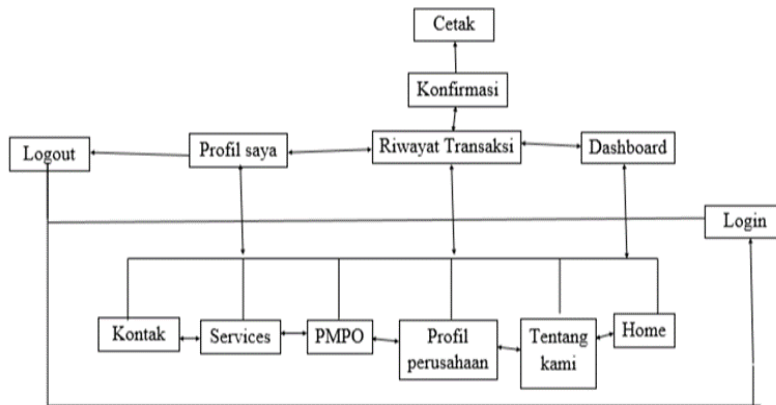 Cetak
Konfirmasi
Logout
Profil saya
Riwayat Transaksi
Dashboard
Login
Kontak
Services
PMPO
Profil
perusahaan
Tentang
kami
Home